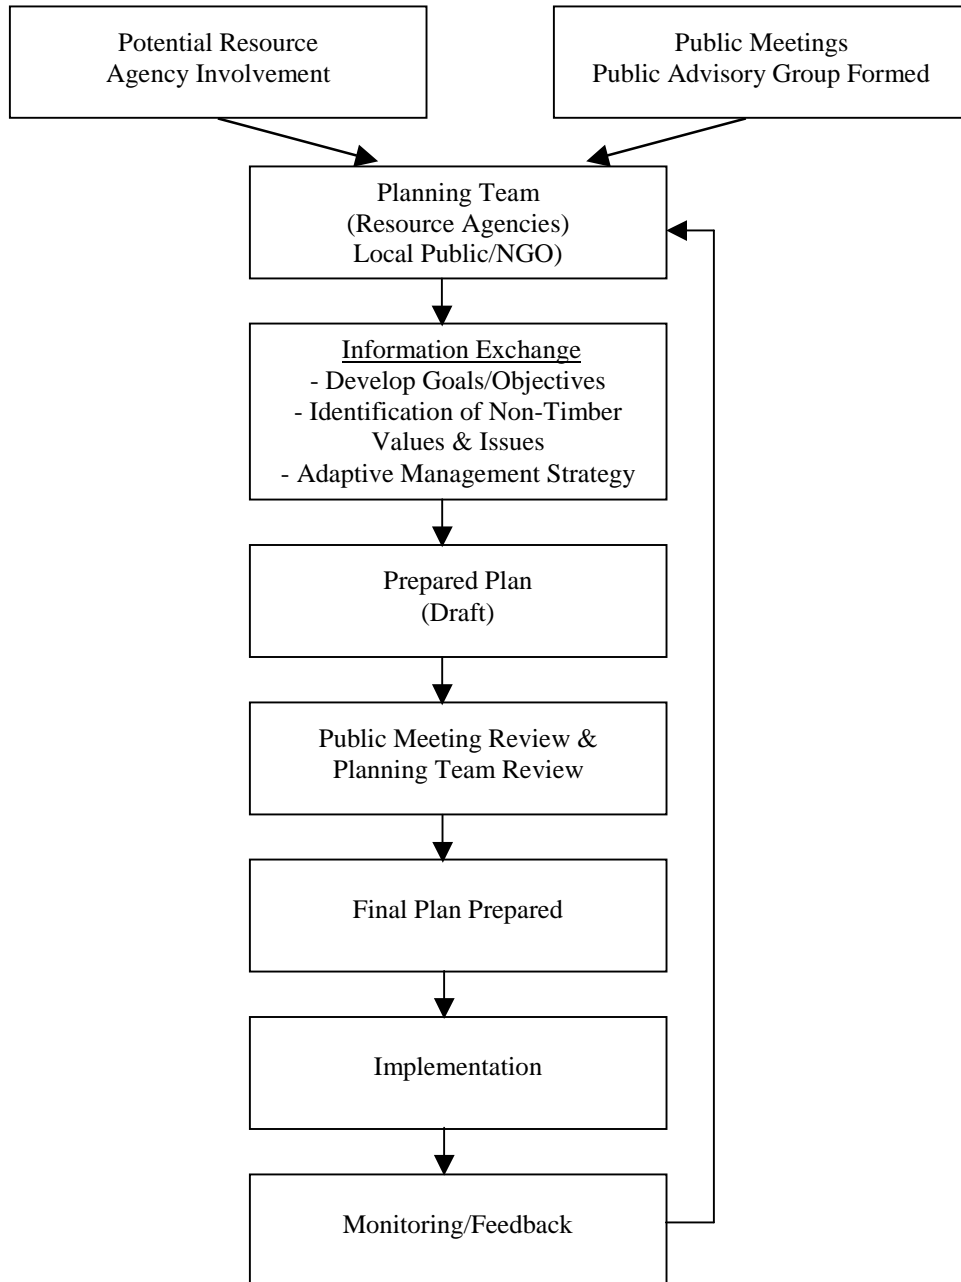 Potential Resource
Agency Involvement
Public Meetings
Public Advisory Group Formed
Planning Team
(Resource Agencies)
Local Public/NGO)
Information Exchange
- Develop Goals/Objectives
- Identification of Non-Timber
Values & Issues
- Adaptive Management Strategy
Prepared Plan
(Draft)
Public Meeting Review &
Planning Team Review
Final Plan Prepared
Implementation
Monitoring/Feedback